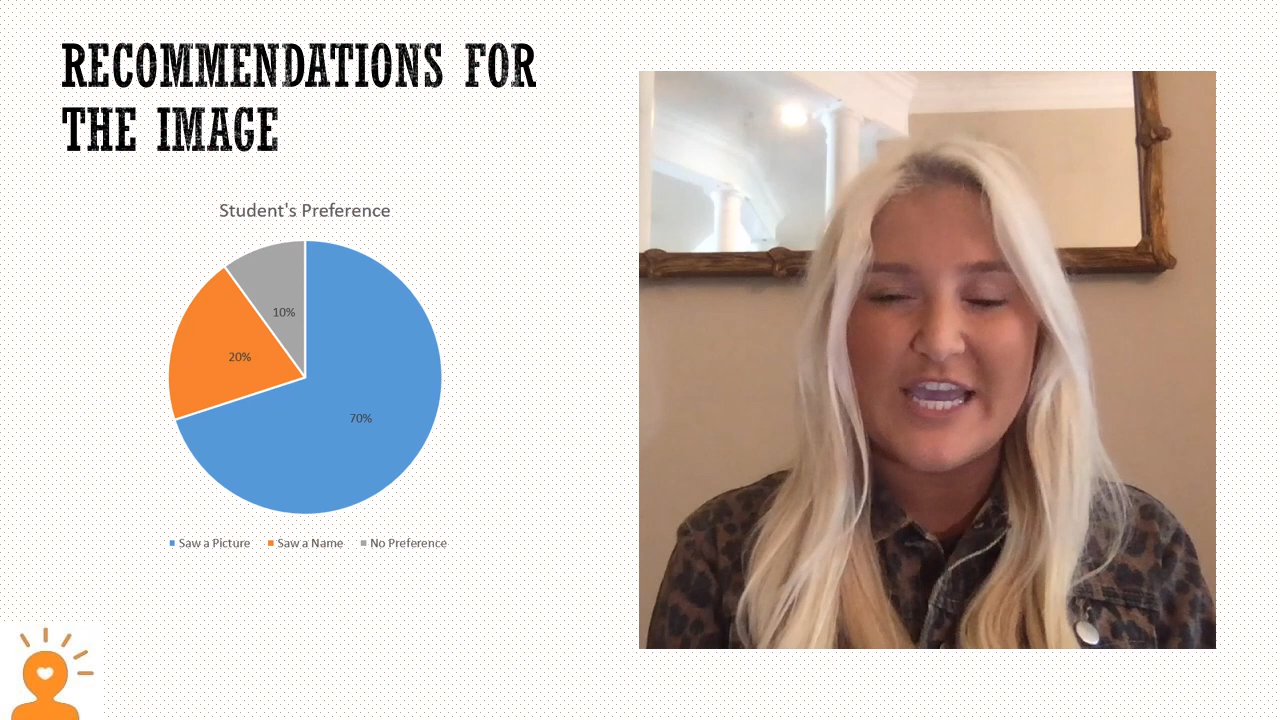 RECOMMENDATIONS FOR
THE IMAGE
Student's Preference
10%
20%
70%
Saw a Picture Saw a Name No Preference